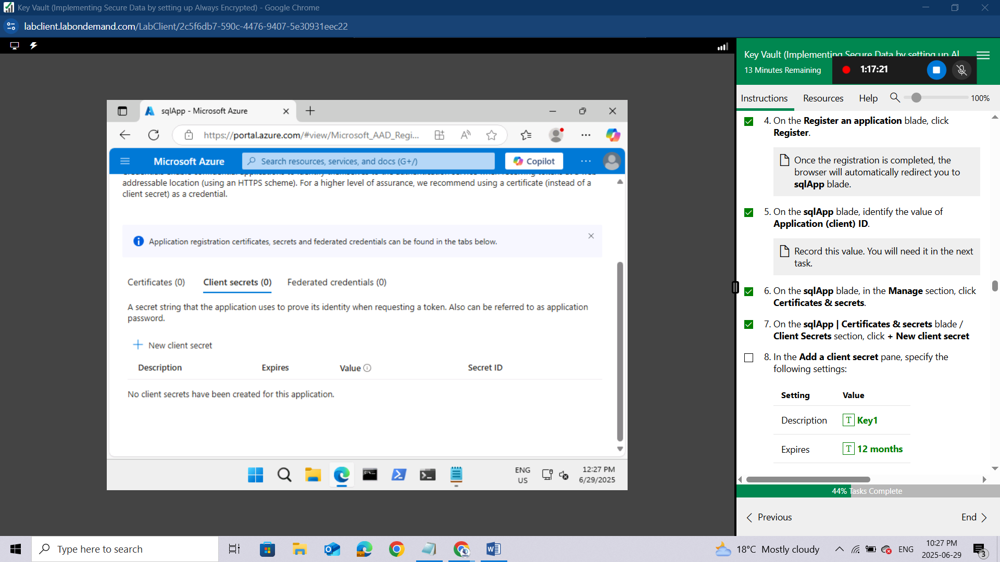 Key Vault (Implementing Secure Data by setting up Always Encrypted) - Google Chrome
labclient.labondemand.com/LabClient/2c5f6db7-590c-4476-9407-5e30931eec22
Key Vault (Implementing Secure Data by setting up Al
13 Minutes Remaining
1:17:21
Instructions Resources Help 100%
sqlApp - Microsoft Azure
https://portal.azure.com/#view/Microsoft_AAD_Regi...
Microsoft Azure
Search resources, services, and docs (G+/)
Copilot
addressable location (using an HTTPS scheme). For a higher level of assurance, we recommend using a certificate (instead of a
client secret) as a credential.
Application registration certificates, secrets and federated credentials can be found in the tabs below.
Certificates (0) Client secrets (0) Federated credentials (0)
A secret string that the application uses to prove its identity when requesting a token. Also can be referred to as application
password.
New client secret
Description Expires Value Secret ID
No client secrets have been created for this application.
ENG
US
12:27 PM
6/29/2025
4. On the Register an application blade, click
Register.
Once the registration is completed, the
browser will automatically redirect you to
sqlApp blade.
5. On the sqlApp blade, identify the value of
Application (client) ID.
Record this value. You will need it in the next
task.
6. On the sqlApp blade, in the Manage section, click
Certificates & secrets.
7. On the sqlApp | Certificates & secrets blade /
Client Secrets section, click + New client secret
8. In the Add a client secret pane, specify the
following settings:
Setting Value
Description T Key1
Expires T 12 months
44% Tasks Complete
Previous End
Type here to search
18°C Mostly cloudy
ENG
10:27 PM
2025-06-29
3